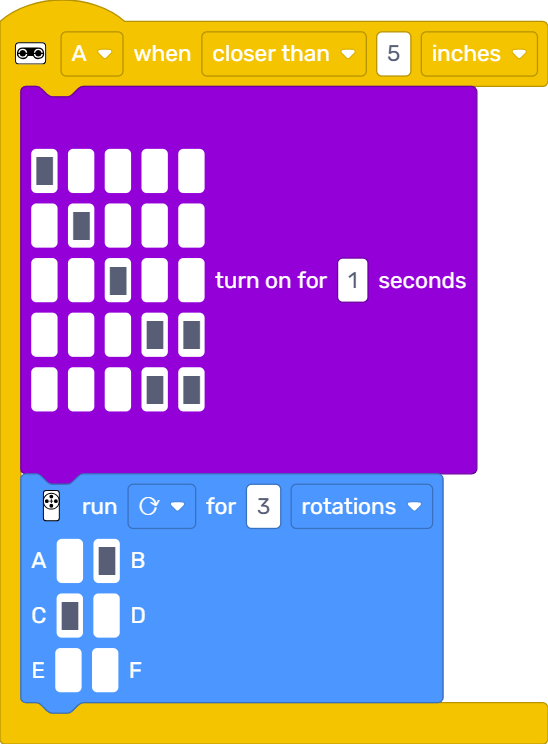 A when closer than 5 inches
turn on for 1 seconds
run for 3 rotations
A B
C D
E F